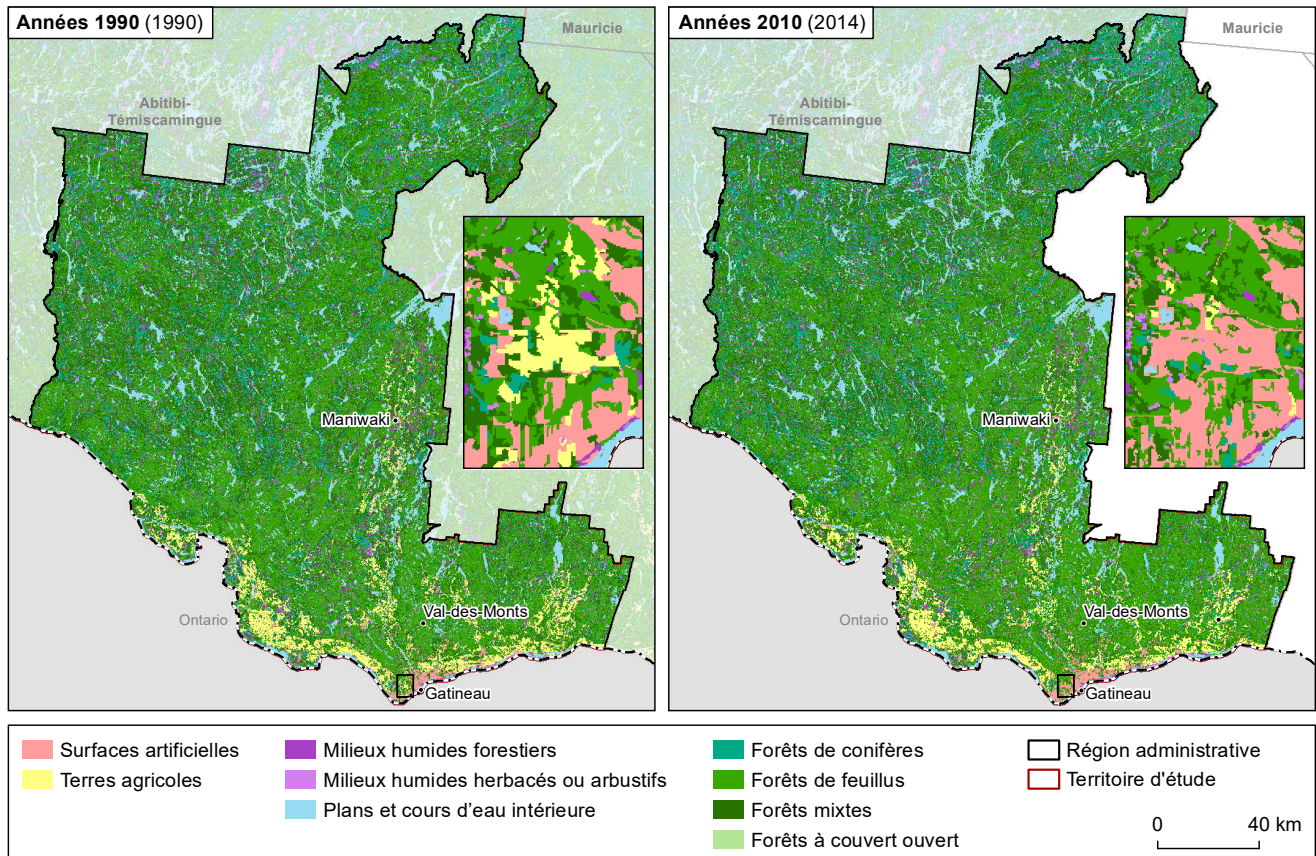 Années 1990 (1990)
Mauricie
Abitibi-
Témiscamingue
Maniwaki
Ontario
Val-des-Monts
Gatineau
Années 2010 (2014)
Mauricie
Abitibi-
Témiscamingue
Maniwaki
Ontario
Val-des-Monts
Gatineau
Surfaces artificielles
Terres agricoles
Milieux humides forestiers
Milieux humides herbacés ou arbustifs
Plans et cours d'eau intérieure
Forêts de conifères
Forêts de feuillus
Forêts mixtes
Forêts à couvert ouvert
Région administrative
Territoire d'étude
0 40 km